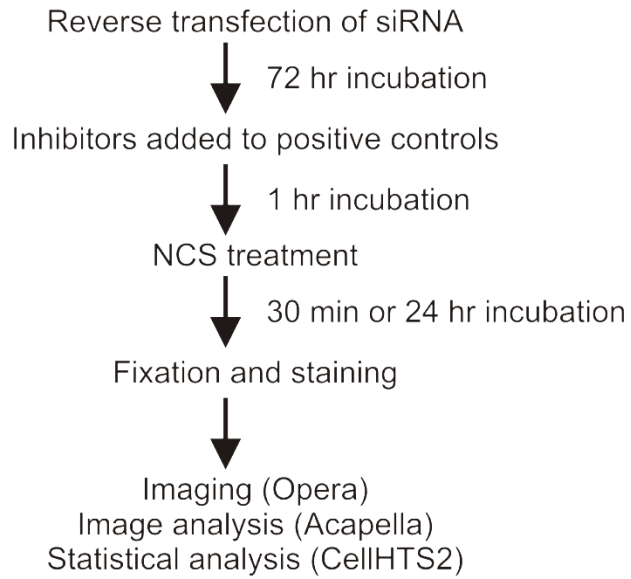 Reverse transfection of siRNA
72 hr incubation
Inhibitors added to positive controls
1 hr incubation
NCS treatment
30 min or 24 hr incubation
Fixation and staining
Imaging (Opera)
Image analysis (Acapella)
Statistical analysis (CellHTS2)